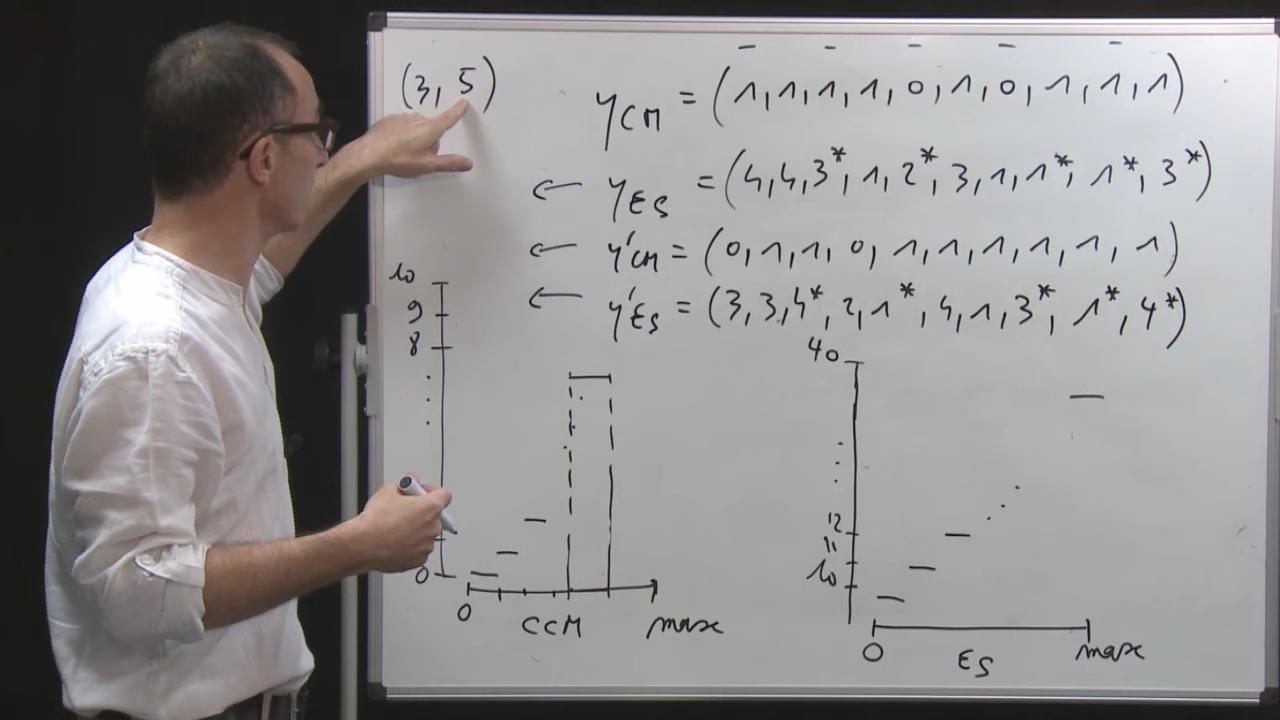 (3, 5)
yCM = (1, 1, 1, 1, 0, 1, 0, 1, 1, 1)
← yES = (4, 4, 3*, 1, 2*, 3, 1, 1*, 1*, 3*)
← y'CM = (0, 1, 1, 0, 1, 1, 1, 1, 1, 1)
← y'ES = (3, 3, 4*, 2, 1*, 4, 1, 3*, 1*, 4*)
10
9
8
0
0
CCM
max
40
12
11
10
0
ES
max